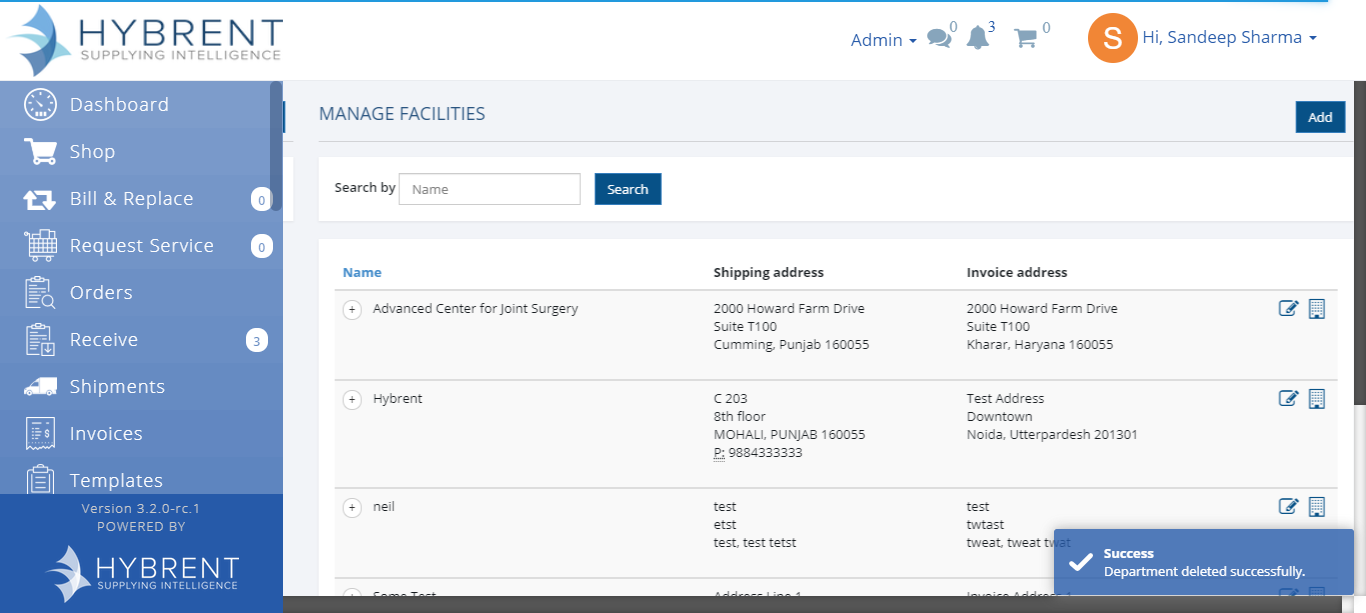 HYBRENT
SUPPLYING INTELLIGENCE
Admin
0
3
0
S
Hi, Sandeep Sharma
Dashboard
Shop
Bill & Replace
0
Request Service
0
Orders
Receive
3
Shipments
Invoices
Templates
Version 3.2.0-rc.1
POWERED BY
HYBRENT
SUPPLYING INTELLIGENCE
MANAGE FACILITIES
Add
Search by
Name
Search
Name Shipping address Invoice address
+ Advanced Center for Joint Surgery 2000 Howard Farm Drive 2000 Howard Farm Drive
Suite T100 Suite T100
Cumming, Punjab 160055 Kharar, Haryana 160055
+ Hybrent C 203 Test Address
8th floor Downtown
MOHALI, PUNJAB 160055 Noida, Utterpardesh 201301
P: 9884333333
+ neil test test
etst twtast
test, test tetst tweat, tweat twat
Some Test Address Line 1 Invoice Address 1
Success
Department deleted successfully.